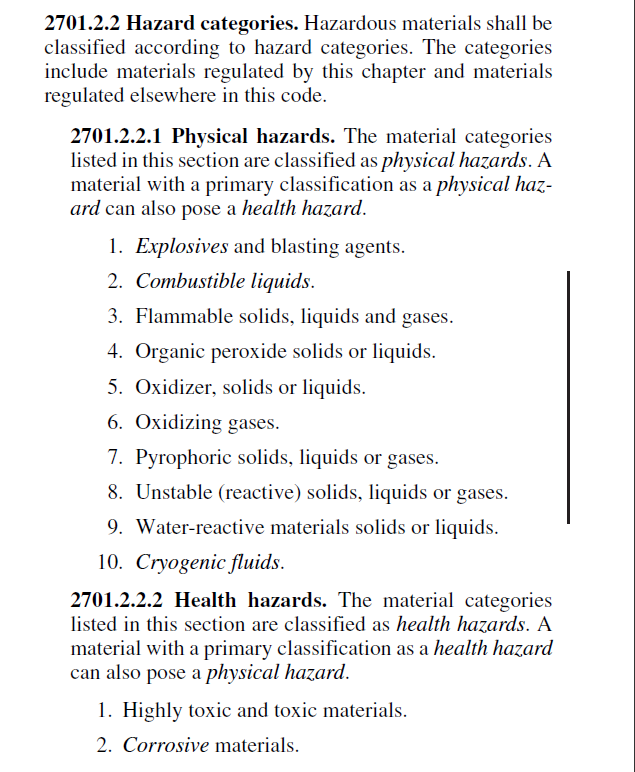 2701.2.2 Hazard categories. Hazardous materials shall be
classified according to hazard categories. The categories
include materials regulated by this chapter and materials
regulated elsewhere in this code.
2701.2.2.1 Physical hazards. The material categories
listed in this section are classified as physical hazards. A
material with a primary classification as a physical haz-
ard can also pose a health hazard.
1. Explosives and blasting agents.
2. Combustible liquids.
3. Flammable solids, liquids and gases.
4. Organic peroxide solids or liquids.
5. Oxidizer, solids or liquids.
6. Oxidizing gases.
7. Pyrophoric solids, liquids or gases.
8. Unstable (reactive) solids, liquids or gases.
9. Water-reactive materials solids or liquids.
10. Cryogenic fluids.
2701.2.2.2 Health hazards. The material categories
listed in this section are classified as health hazards. A
material with a primary classification as a health hazard
can also pose a physical hazard.
1. Highly toxic and toxic materials.
2. Corrosive materials.